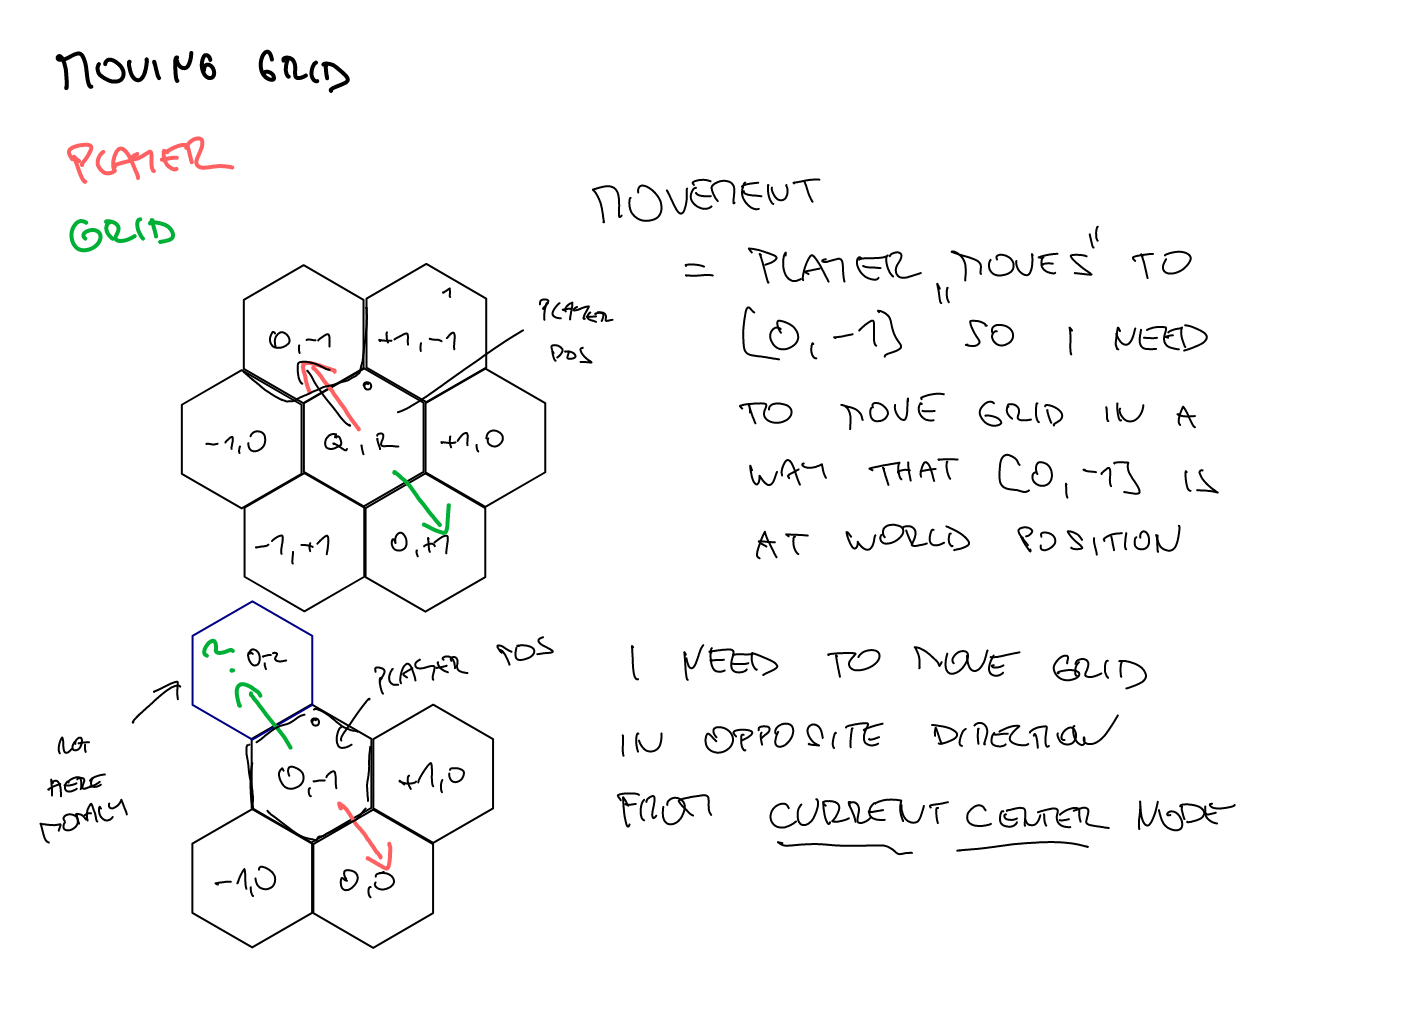 MOVING GRID
PLAYER
GRID
MOVEMENT
= PLAYER „MOVES" TO
[0,-1] " SO I NEED
TO MOVE GRID IN A
WAY THAT [0,-1] IS
AT WORLD POSITION
PLAYER
POS
1
0,-1
+1,-1
-1,0
Q,R
+1,0
-1,+1
0,+1
I NEED TO MOVE GRID
IN OPPOSITE DIRECTION
FROM CURRENT CENTER NODE
? 0,-2
PLAYER POS
NOT
HERE
0,-1
+1,0
-1,0
0,0